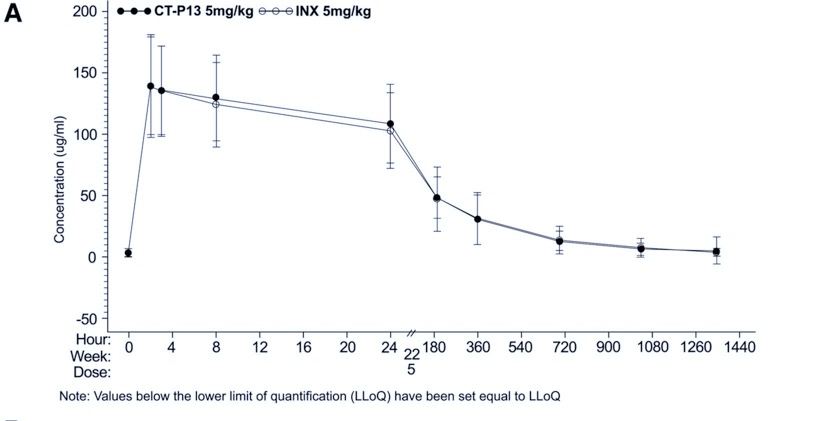 A
CT-P13 5mg/kg INX 5mg/kg
200
150
100
50
0
-50
Concentration (ug/ml)
Hour: 0 4 8 12 16 20 24 180 360 540 720 900 1080 1260 1440
Week: 22
Dose: 5
Note: Values below the lower limit of quantification (LLoQ) have been set equal to LLoQ